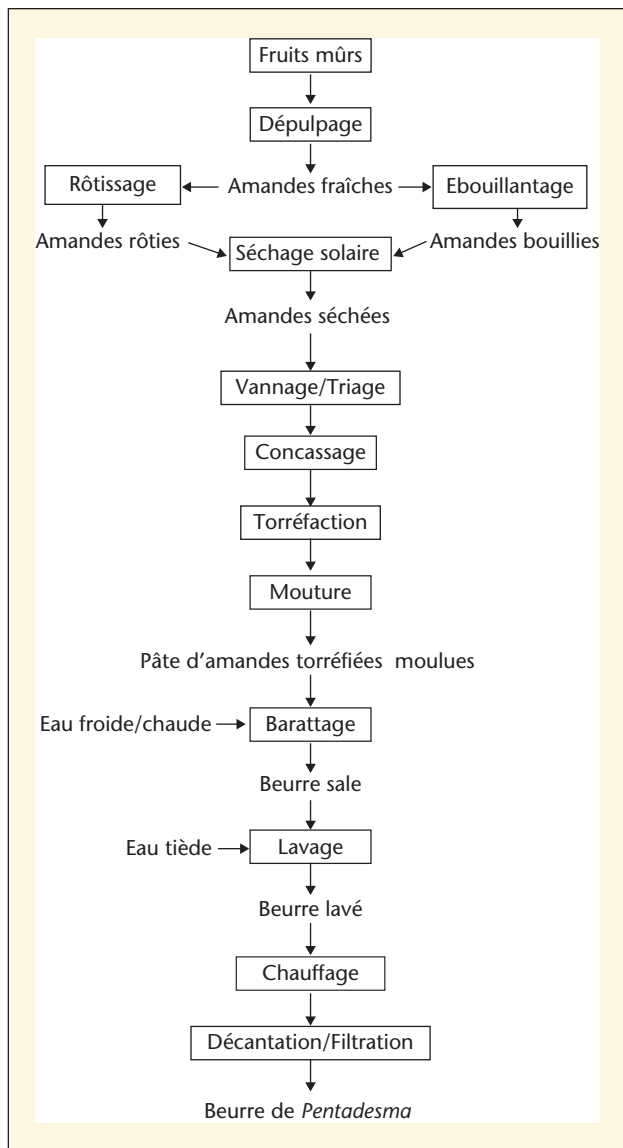 Fruits mûrs
Dépulpage
Rôtissage Amandes fraîches Ebouillantage
Amandes rôties Séchage solaire Amandes bouillies
Amandes séchées
Vannage/Triage
Concassage
Torréfaction
Mouture
Pâte d'amandes torréfiées moulues
Eau froide/chaude Barattage
Beurre sale
Eau tiède Lavage
Beurre lavé
Chauffage
Décantation/Filtration
Beurre de Pentadesma